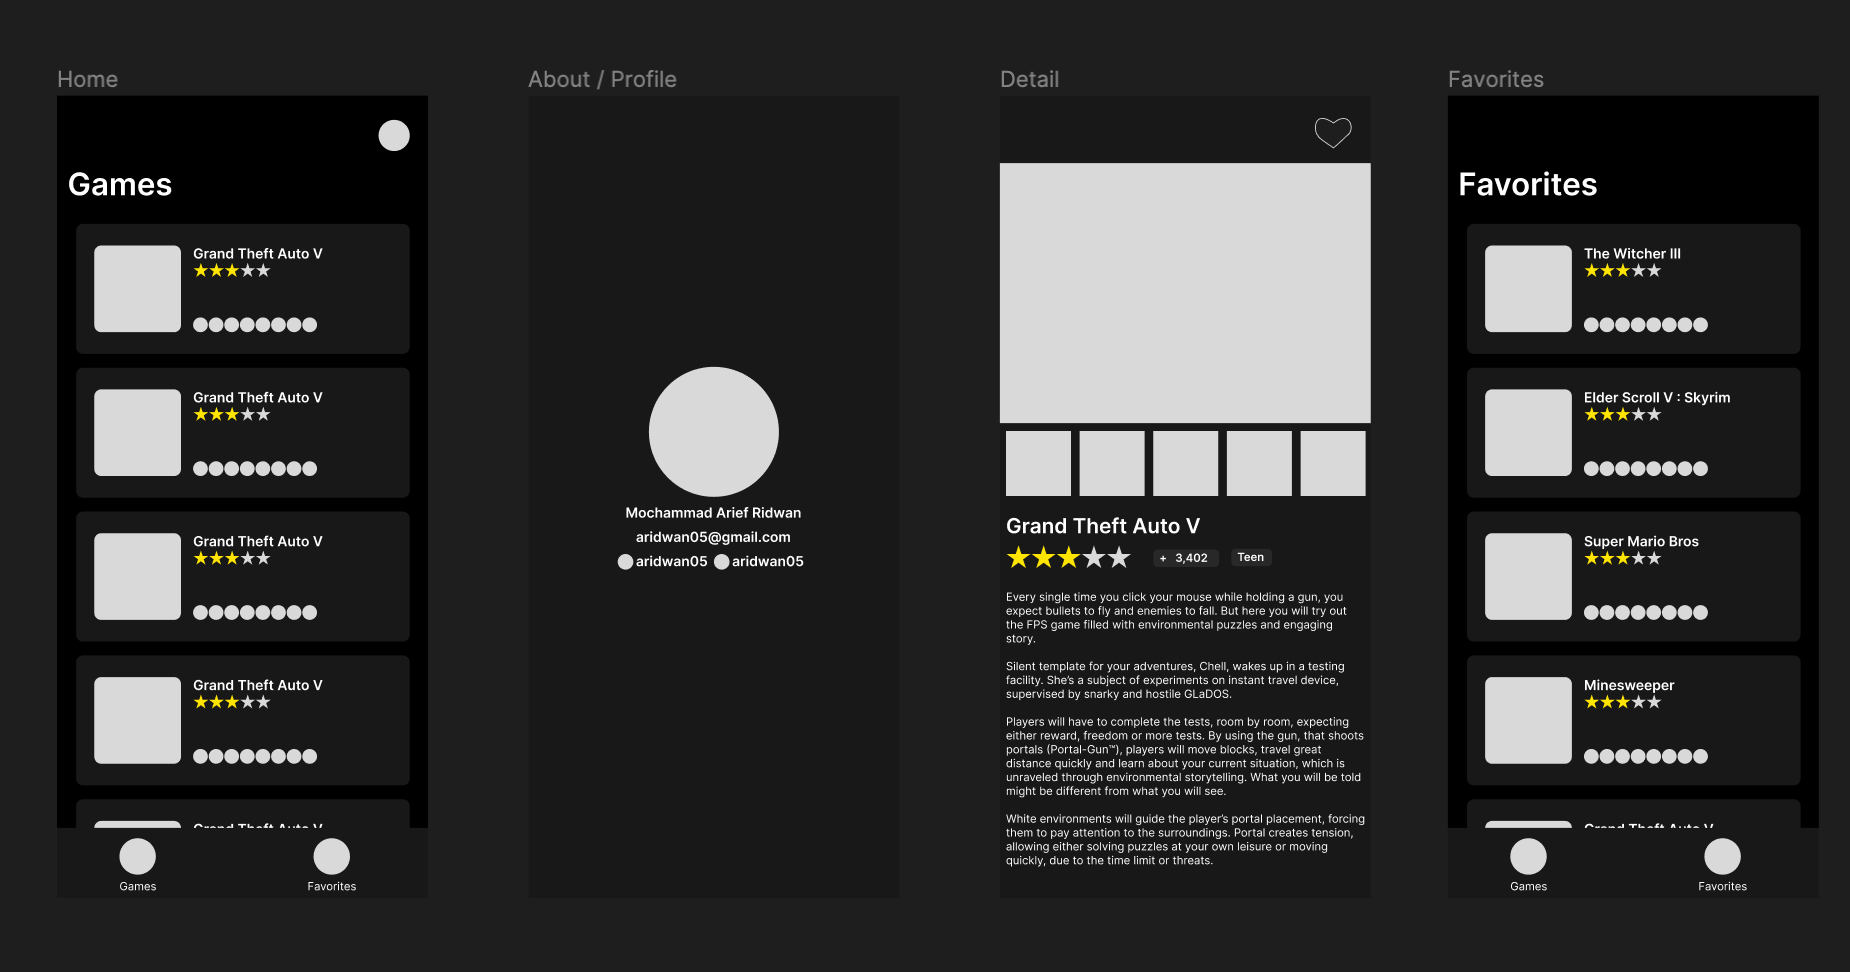 Home
Games
Grand Theft Auto V
Grand Theft Auto V
Grand Theft Auto V
Grand Theft Auto V
Grand Theft Auto V
Games
Favorites
About / Profile
Mochammad Arief Ridwan
aridwan05@gmail.com
aridwan05 aridwan05
Detail
Grand Theft Auto V
+ 3,402 Teen
Every single time you click your mouse while holding a gun, you
expect bullets to fly and enemies to fall. But here you will try out
the FPS game filled with environmental puzzles and engaging
story.
Silent template for your adventures, Chell, wakes up in a testing
facility. She's a subject of experiments on instant travel device,
supervised by snarky and hostile GLaDOS.
Players will have to complete the tests, room by room, expecting
either reward, freedom or more tests. By using the gun, that shoots
portals (Portal-Gun™), players will move blocks, travel great
distance quickly and learn about your current situation, which is
unraveled through environmental storytelling. What you will be told
might be different from what you will see.
White environments will guide the player's portal placement, forcing
them to pay attention to the surroundings. Portal creates tension,
allowing either solving puzzles at your own leisure or moving
quickly, due to the time limit or threats.
Favorites
Favorites
The Witcher III
Elder Scroll V : Skyrim
Super Mario Bros
Minesweeper
Grand Theft Auto V
Games
Favorites